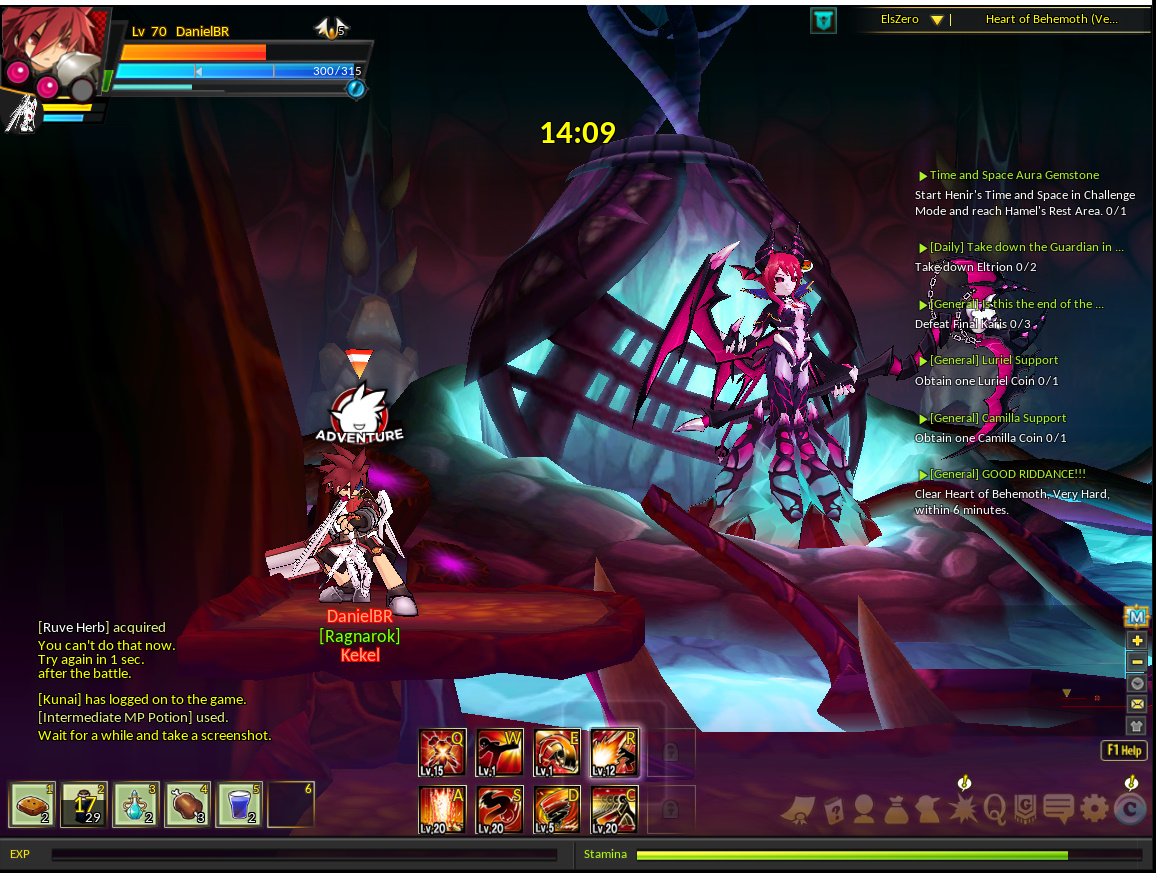 Lv 70 DanielBR
5
300/315
ElsZero | Heart of Behemoth (Ve...
14:09
Time and Space Aura Gemstone
Start Henir's Time and Space in Challenge
Mode and reach Hamel's Rest Area. 0/1
[Daily] Take down the Guardian in ...
Take down Eltrion 0/2
[General] Is this the end of the ...
Defeat Final Karis 0/3
[General] Luriel Support
Obtain one Luriel Coin 0/1
[General] Camilla Support
Obtain one Camilla Coin 0/1
[General] GOOD RIDDANCE!!!
Clear Heart of Behemoth, Very Hard,
within 6 minutes.
ADVENTURE
DanielBR
[Ragnarok]
Kekel
[Ruve Herb] acquired
You can't do that now.
Try again in 1 sec.
after the battle.
[Kunai] has logged on to the game.
[Intermediate MP Potion] used.
Wait for a while and take a screenshot.
M
F1 Help
Q W E R
Lv.15 Lv.1 Lv.1 Lv.12
1 2 3 4 5 6
17
2 29 2 3 2
A S D C
Lv.20 Lv.20 Lv.5 Lv.20
Q G C
EXP
Stamina